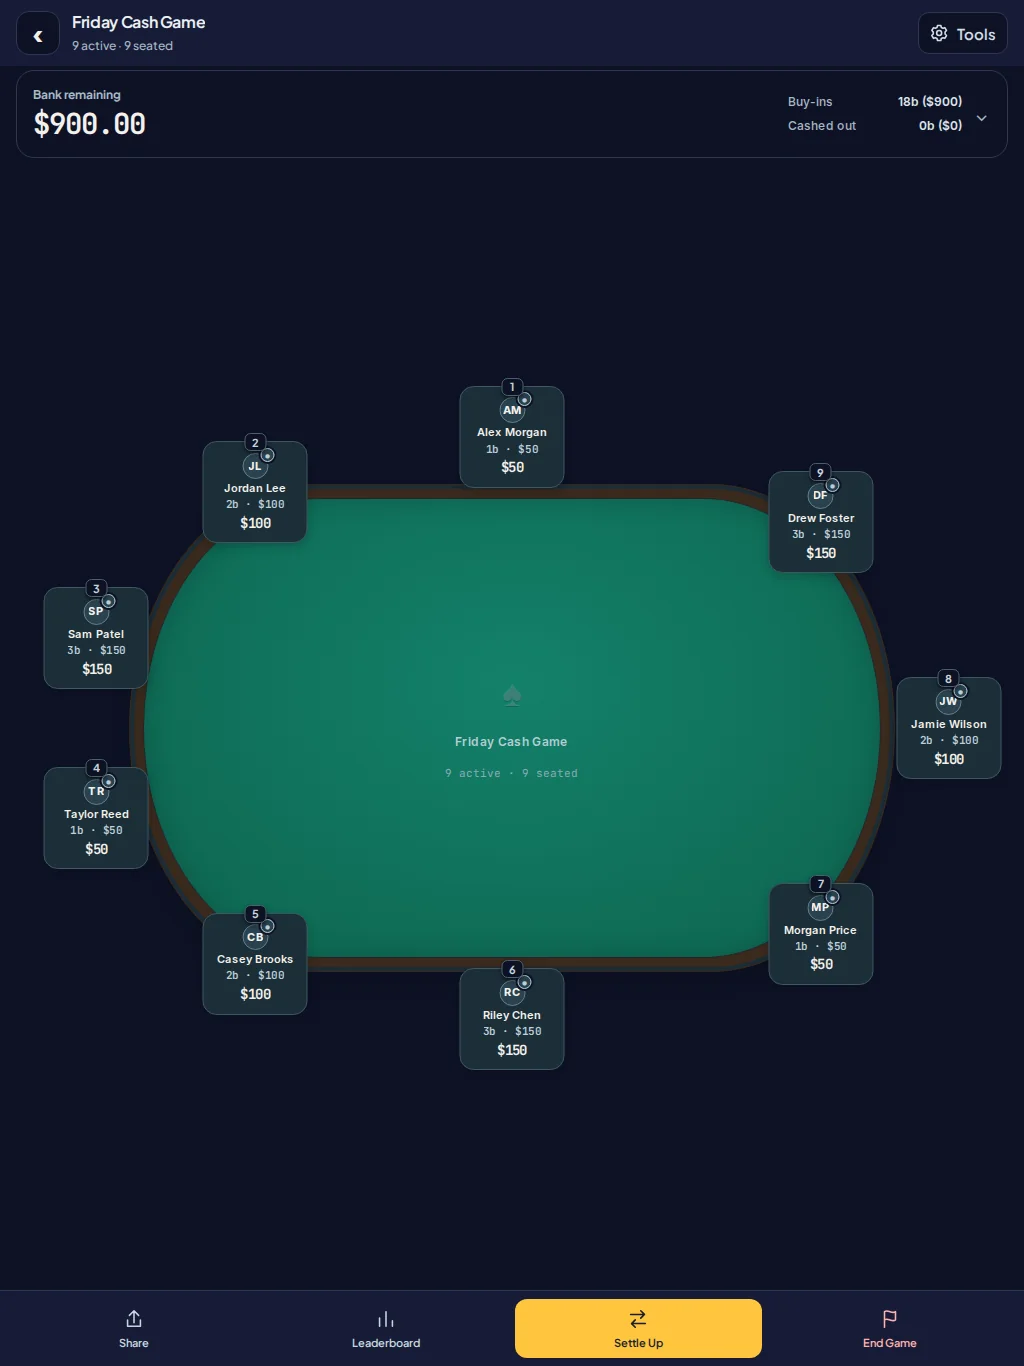 Friday Cash Game
9 active · 9 seated
Tools
Bank remaining
$900.00
Buy-ins 18b ($900)
Cashed out 0b ($0)
1
AM
Alex Morgan
1b · $50
$50
2
JL
Jordan Lee
2b · $100
$100
9
DF
Drew Foster
3b · $150
$150
3
SP
Sam Patel
3b · $150
$150
8
JW
Jamie Wilson
2b · $100
$100
Friday Cash Game
9 active · 9 seated
4
TR
Taylor Reed
1b · $50
$50
7
MP
Morgan Price
1b · $50
$50
5
CB
Casey Brooks
2b · $100
$100
6
RC
Riley Chen
3b · $150
$150
Share
Leaderboard
Settle Up
End Game